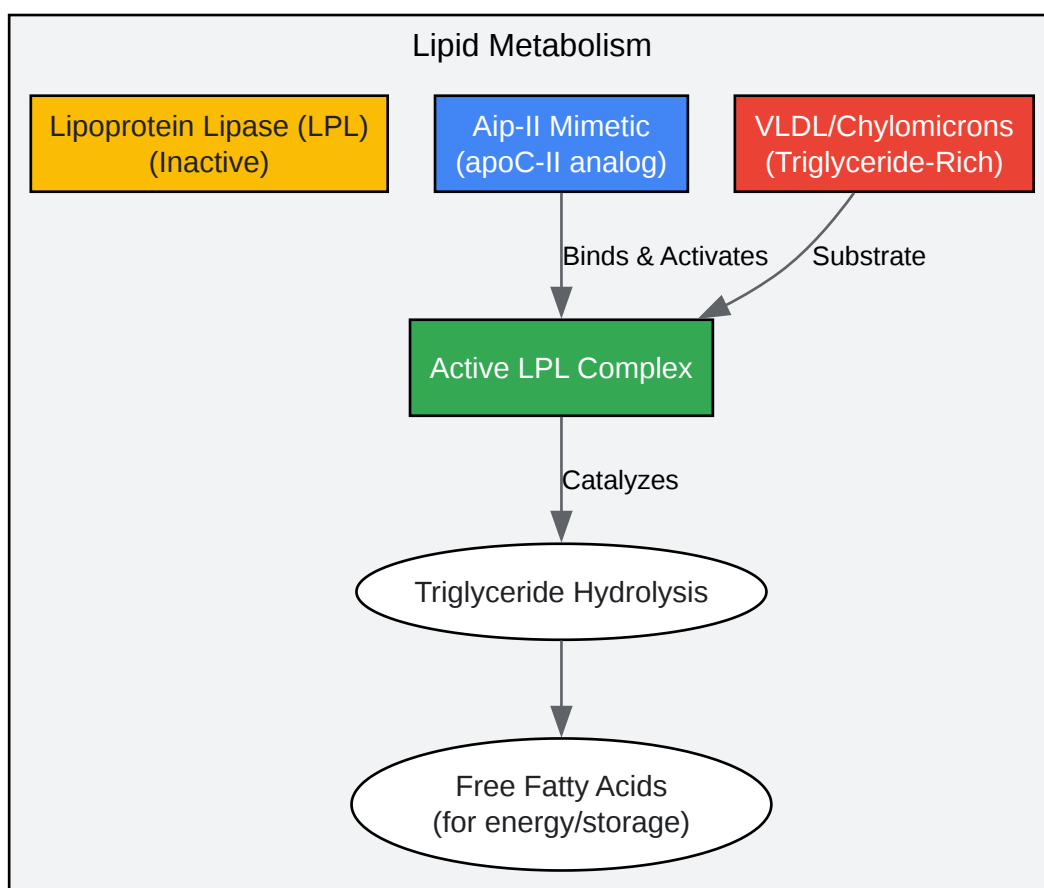 Lipid Metabolism
Lipoprotein Lipase (LPL)
(Inactive)
Aip-II Mimetic
(apoC-II analog)
VLDL/Chylomicrons
(Triglyceride-Rich)
Binds & Activates
Substrate
Active LPL Complex
Catalyzes
Triglyceride Hydrolysis
Free Fatty Acids
(for energy/storage)